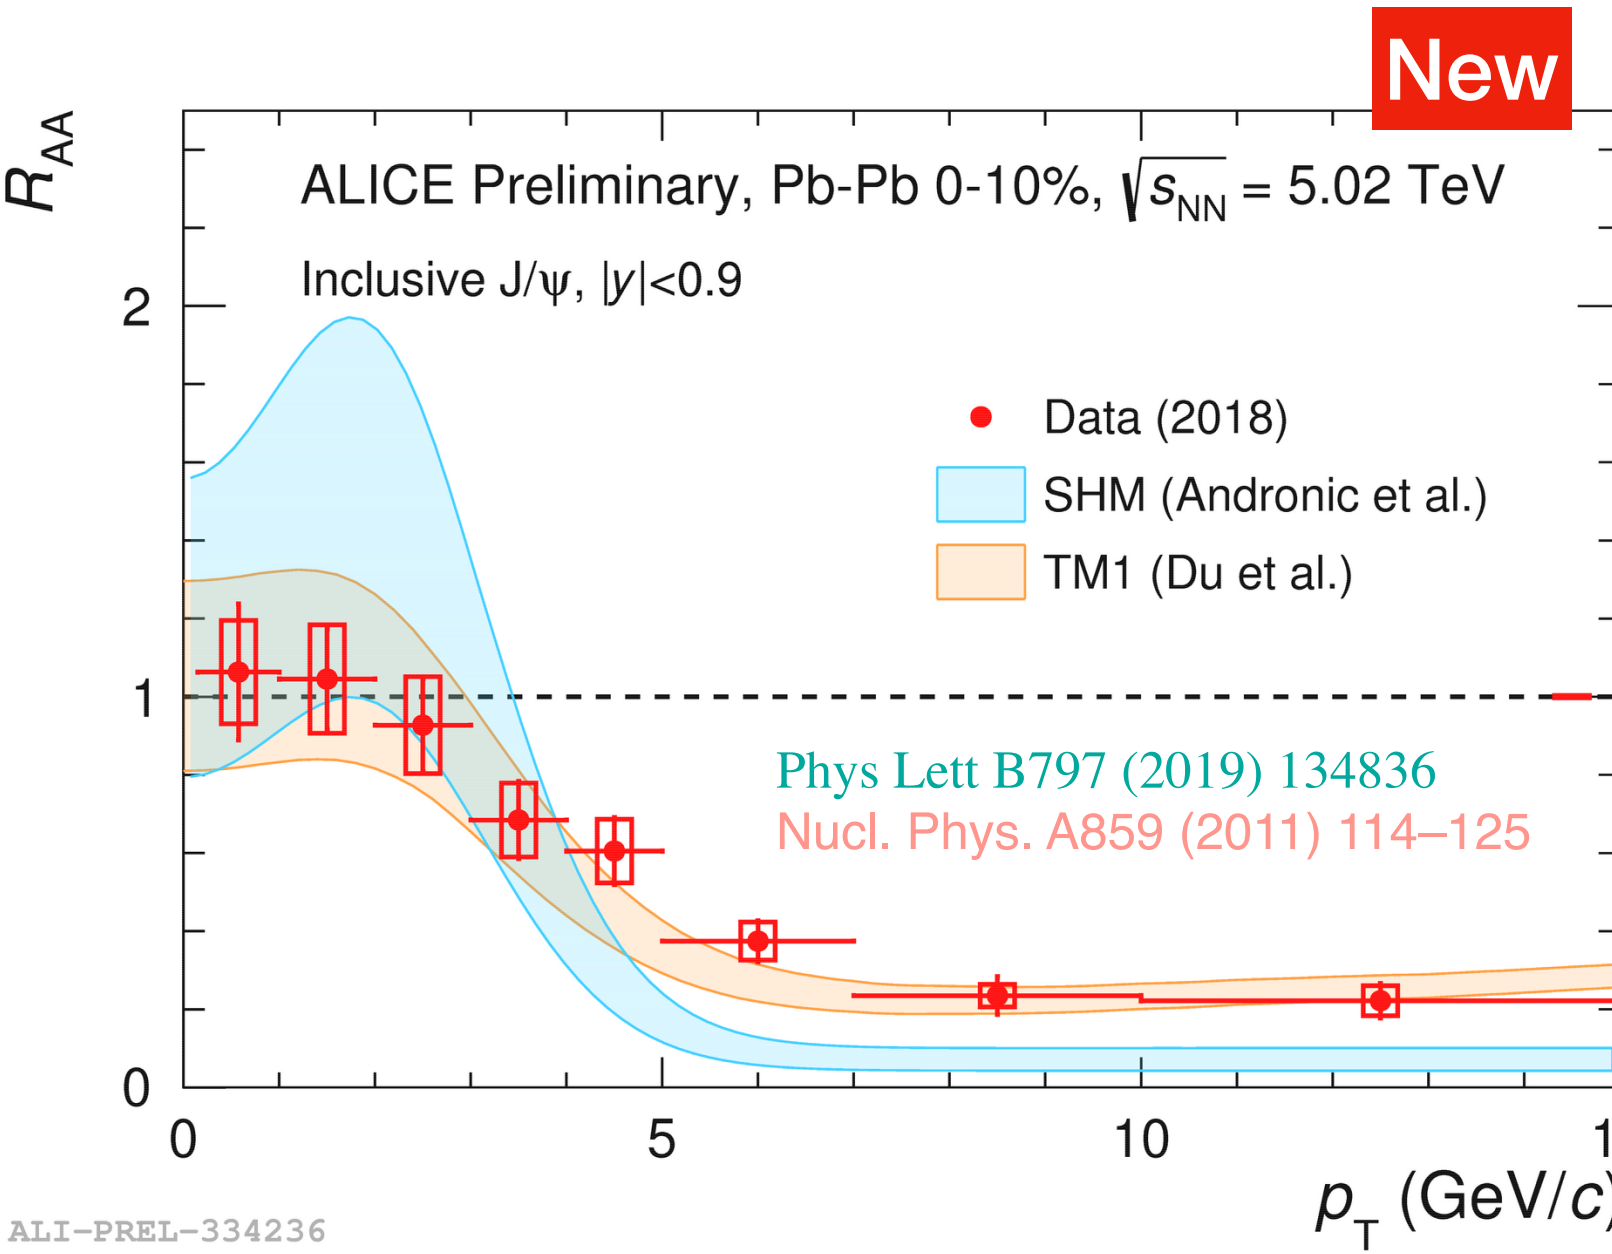 New
R_AA
ALICE Preliminary, Pb-Pb 0-10%, √s_NN = 5.02 TeV
Inclusive J/ψ, |y|<0.9
2
Data (2018)
SHM (Andronic et al.)
TM1 (Du et al.)
1
Phys Lett B797 (2019) 134836
Nucl. Phys. A859 (2011) 114–125
0
0 5 10
p_T (GeV/c)
ALI-PREL-334236